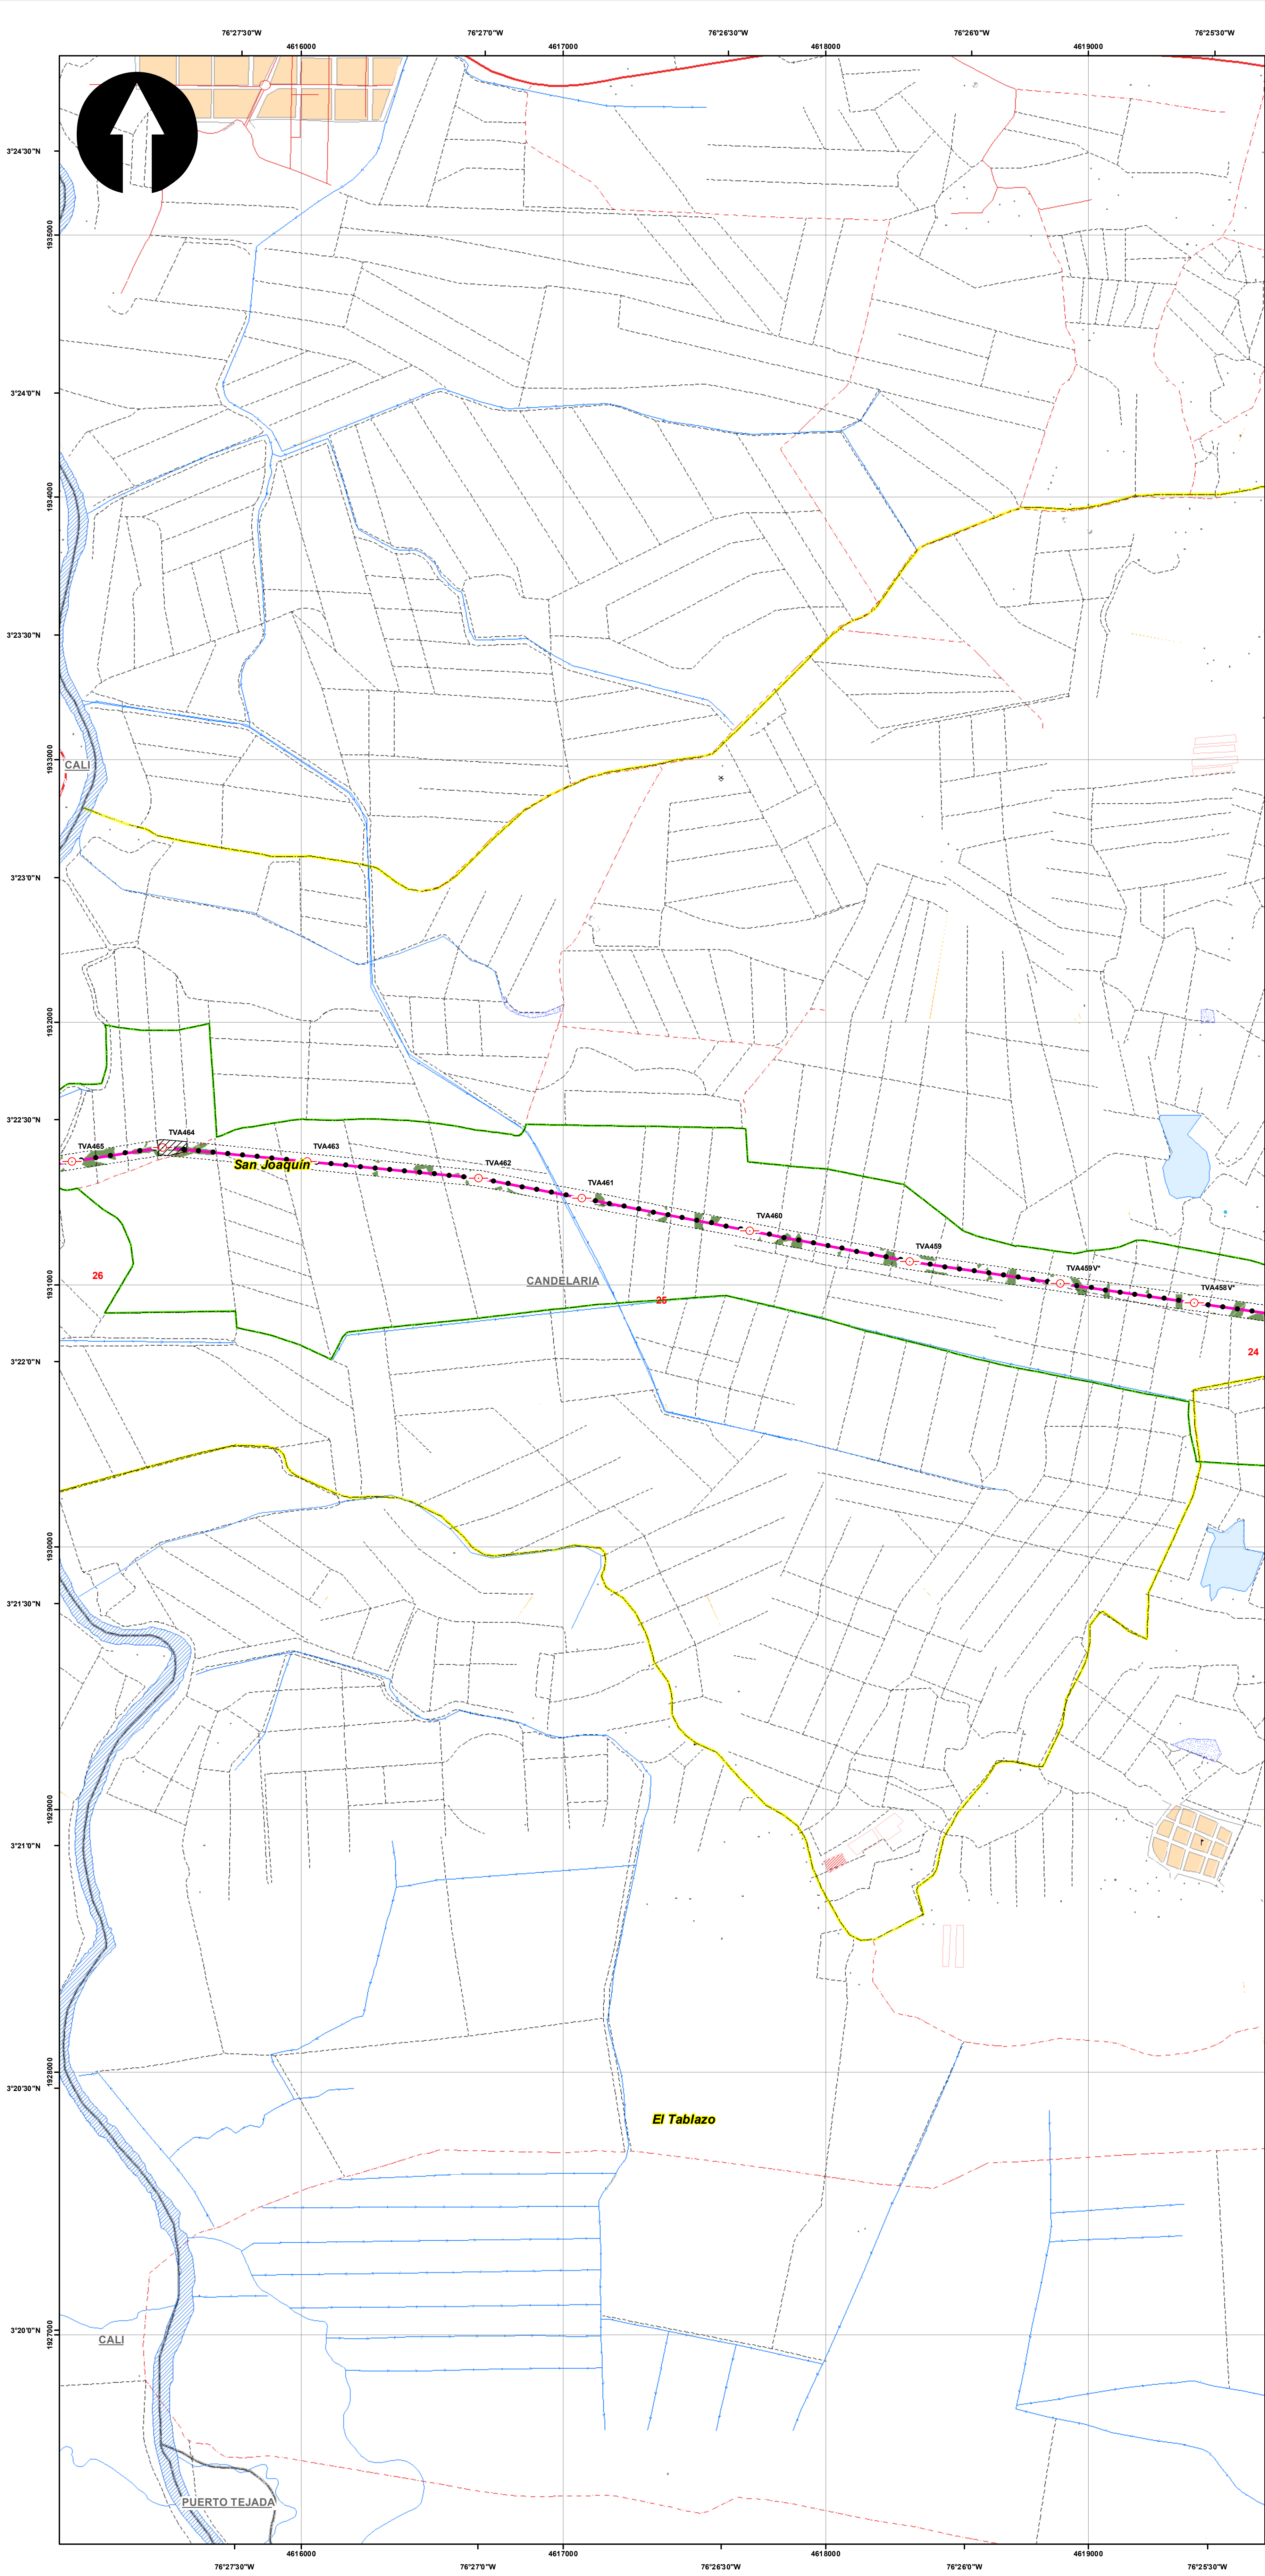 76°27'30"W 4616000 76°27'0"W 4617000 76°26'30"W 4618000 76°26'0"W 4619000 76°25'30"W
3°24'30"N
1935000
3°24'0"N
1934000
3°23'30"N
1933000
CALI
3°23'0"N
1932000
3°22'30"N
TVA465 TVA464 TVA463 TVA462 TVA461 TVA460 TVA459 TVA459V* TVA458V*
San Joaquín
26
1931000
CANDELARIA
25
24
3°22'0"N
1930000
3°21'30"N
1929000
3°21'0"N
1928000
3°20'30"N
El Tablazo
1927000
3°20'0"N
CALI
PUERTO TEJADA
76°27'30"W 4616000 76°27'0"W 4617000 76°26'30"W 4618000 76°26'0"W 4619000 76°25'30"W